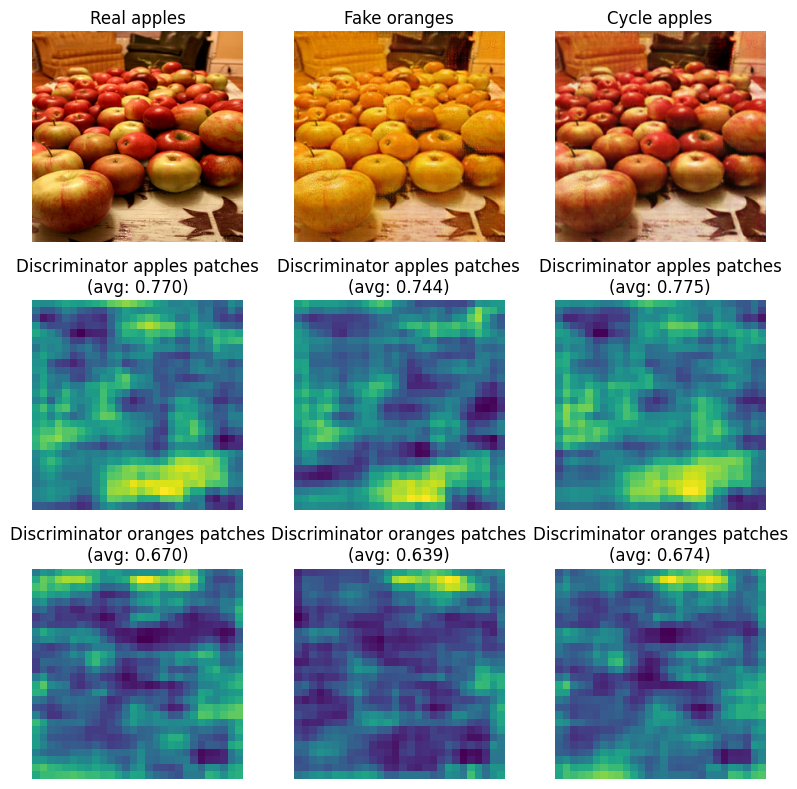 Real apples
Fake oranges
Cycle apples
Discriminator apples patches
(avg: 0.770)
Discriminator apples patches
(avg: 0.744)
Discriminator apples patches
(avg: 0.775)
Discriminator oranges patches
(avg: 0.670)
Discriminator oranges patches
(avg: 0.639)
Discriminator oranges patches
(avg: 0.674)